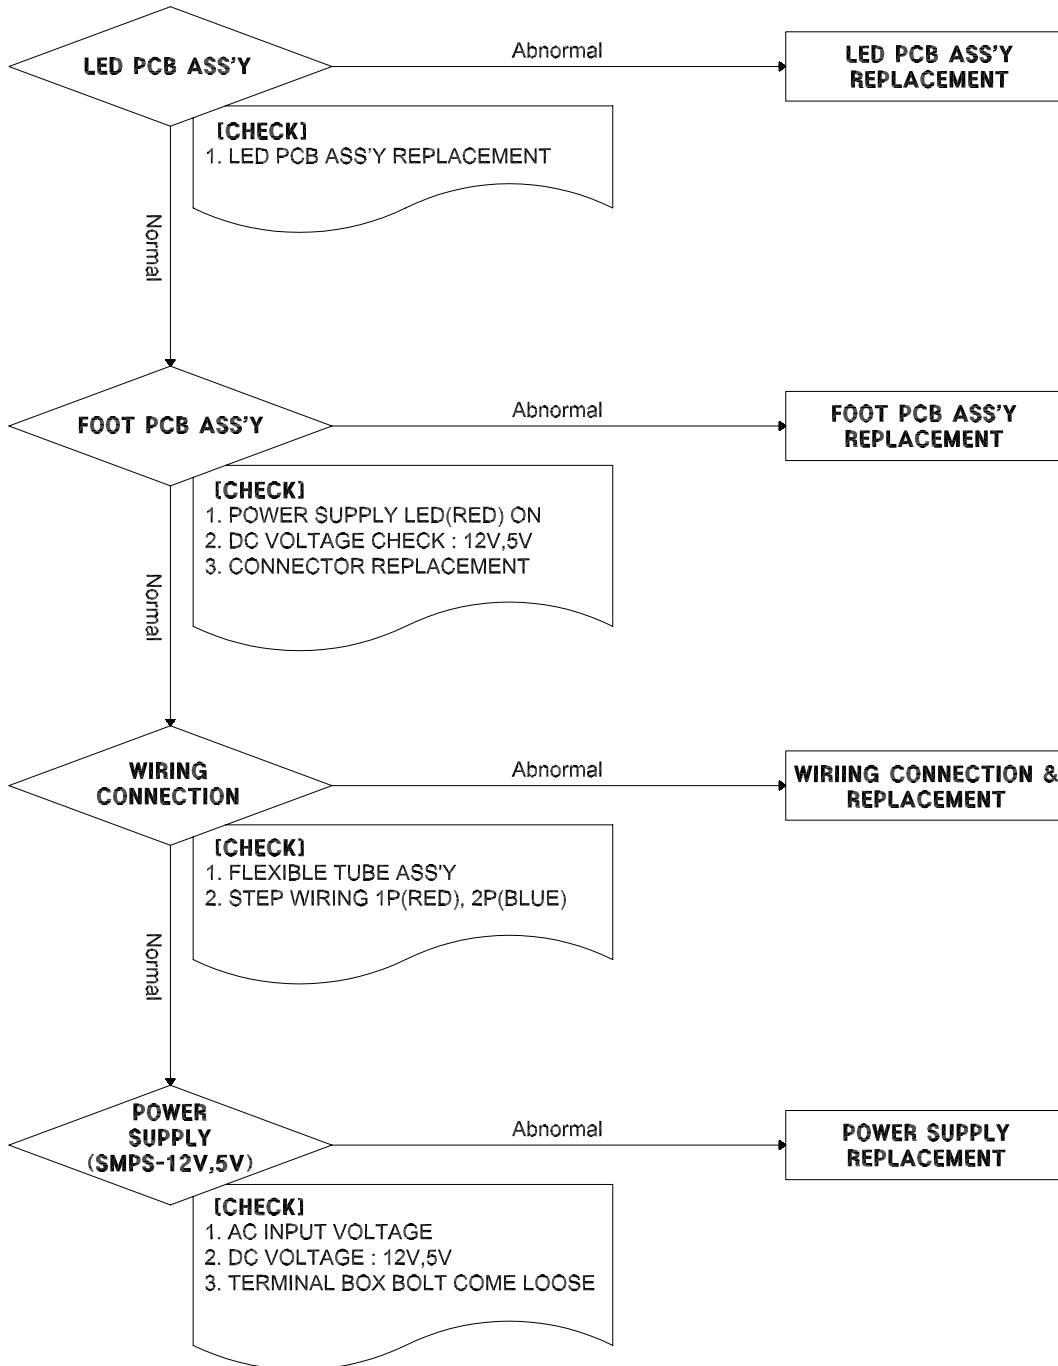 LED PCB ASS'Y
Abnormal
LED PCB ASS'Y
REPLACEMENT
[CHECK]
1. LED PCB ASS'Y REPLACEMENT
Normal
FOOT PCB ASS'Y
Abnormal
FOOT PCB ASS'Y
REPLACEMENT
[CHECK]
1. POWER SUPPLY LED(RED) ON
2. DC VOLTAGE CHECK : 12V,5V
3. CONNECTOR REPLACEMENT
Normal
WIRING
CONNECTION
Abnormal
WIRIING CONNECTION &
REPLACEMENT
[CHECK]
1. FLEXIBLE TUBE ASS'Y
2. STEP WIRING 1P(RED), 2P(BLUE)
Normal
POWER
SUPPLY
(SMPS-12V,5V)
Abnormal
POWER SUPPLY
REPLACEMENT
[CHECK]
1. AC INPUT VOLTAGE
2. DC VOLTAGE : 12V,5V
3. TERMINAL BOX BOLT COME LOOSE